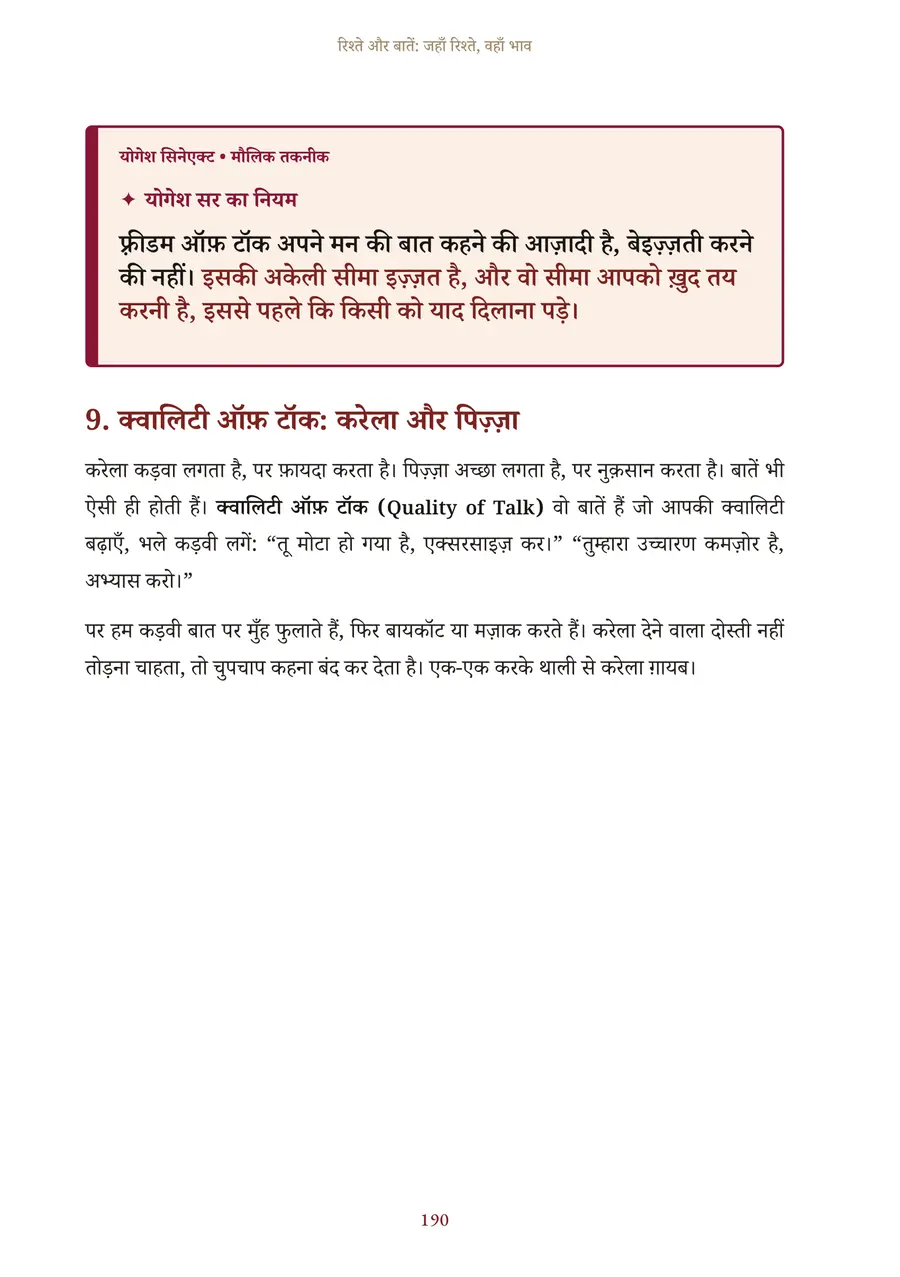 रिश्ते और बातें: जहाँ रिश्ते, वहाँ भाव
योगेश सिनेएक्ट • मौलिक तकनीक
✦ योगेश सर का नियम
फ़्रीडम ऑफ़ टॉक अपने मन की बात कहने की आज़ादी है, बेइज़्ज़ती करने
की नहीं। इसकी अकेली सीमा इज़्ज़त है, और वो सीमा आपको ख़ुद तय
करनी है, इससे पहले कि किसी को याद दिलाना पड़े।
9. क्वालिटी ऑफ़ टॉक: करेला और पिज़्ज़ा
करेला कड़वा लगता है, पर फ़ायदा करता है। पिज़्ज़ा अच्छा लगता है, पर नुक़सान करता है। बातें भी
ऐसी ही होती हैं। क्वालिटी ऑफ़ टॉक (Quality of Talk) वो बातें हैं जो आपकी क्वालिटी
बढ़ाएँ, भले कड़वी लगें: “तू मोटा हो गया है, एक्सरसाइज़ कर।” “तुम्हारा उच्चारण कमज़ोर है,
अभ्यास करो।”
पर हम कड़वी बात पर मुँह फुलाते हैं, फिर बायकॉट या मज़ाक करते हैं। करेला देने वाला दोस्ती नहीं
तोड़ना चाहता, तो चुपचाप कहना बंद कर देता है। एक-एक करके थाली से करेला ग़ायब।
190